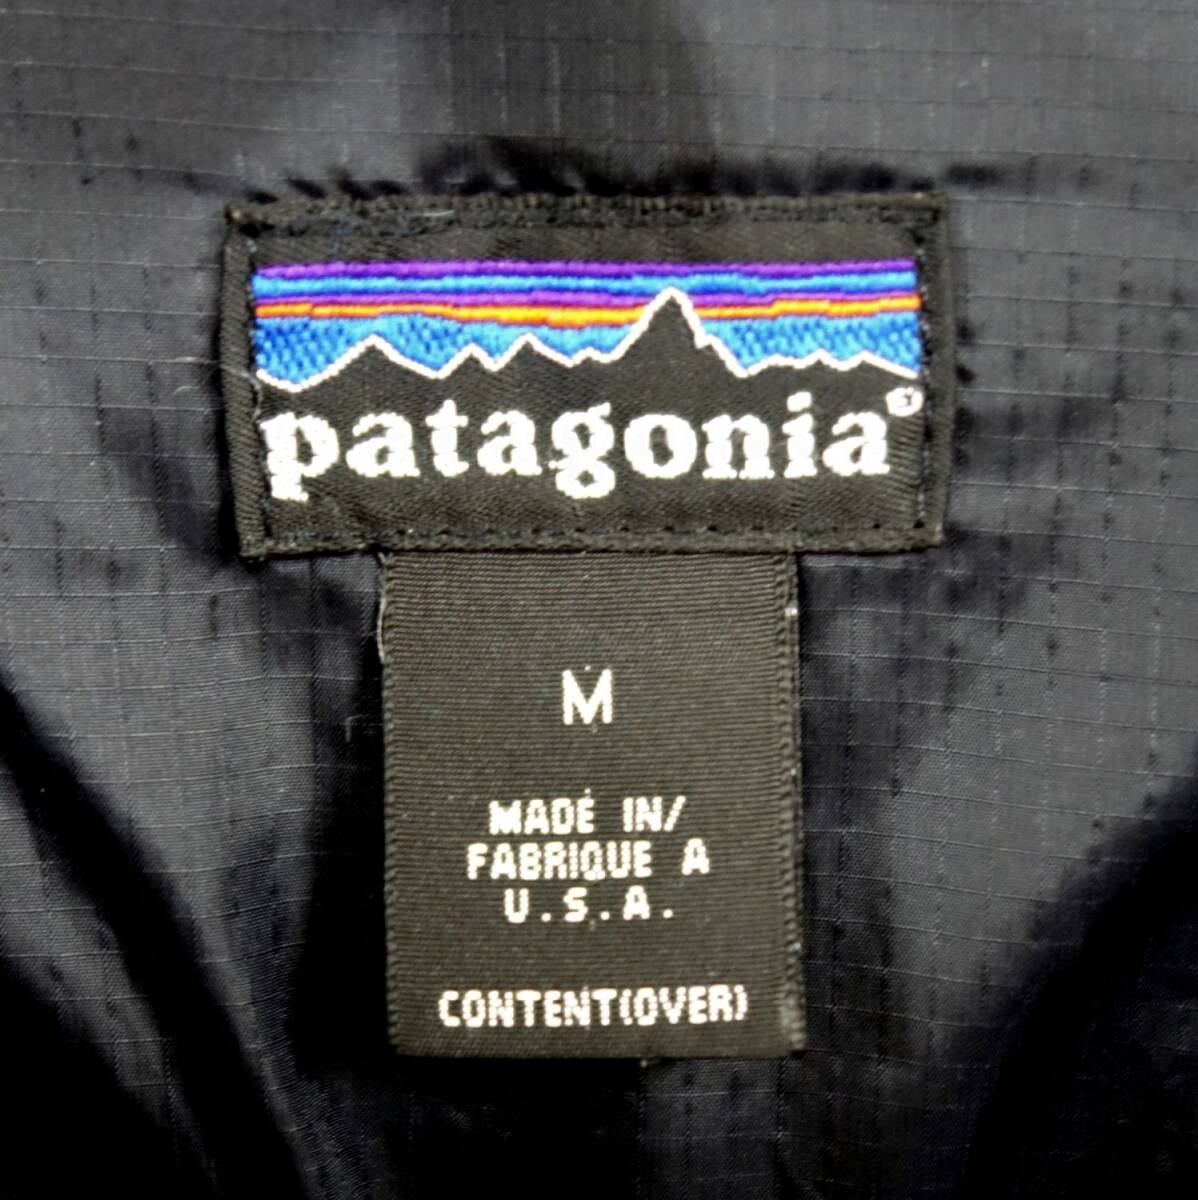 patagonia®
M
MADE IN/
FABRIQUE A
U.S.A.
CONTENT(OVER)